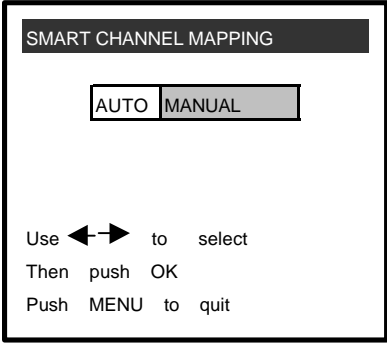 SMART CHANNEL MAPPING
AUTO MANUAL
Use ◄-► to select
Then push OK
Push MENU to quit